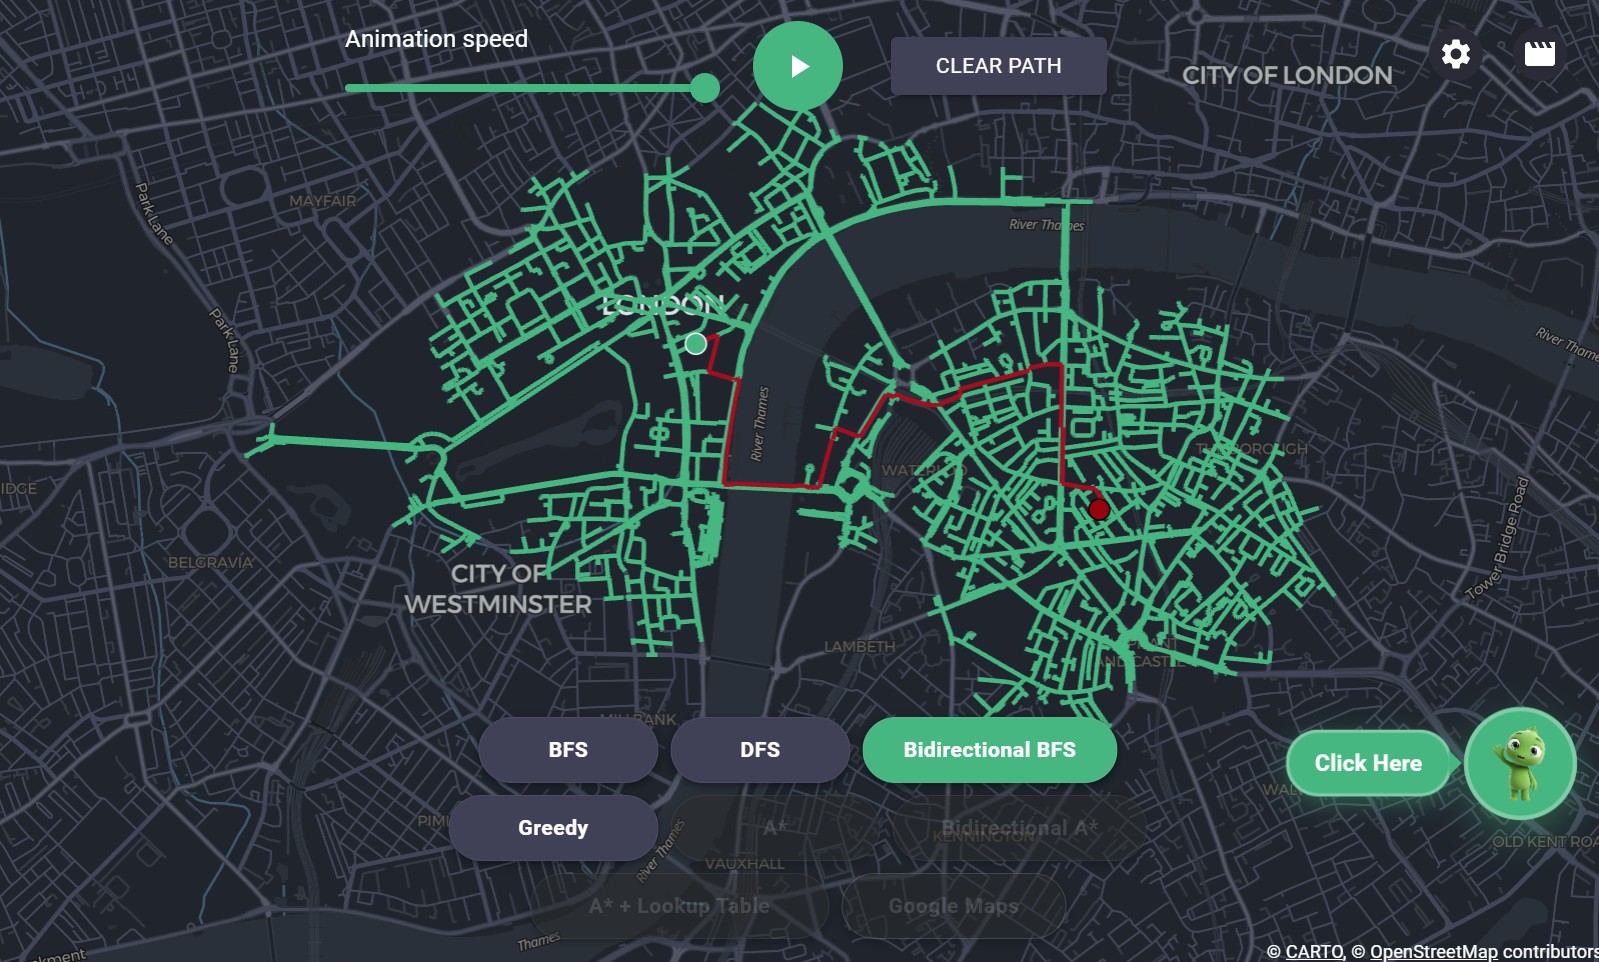 Animation speed
CLEAR PATH
CITY OF LONDON
MAYFAIR
Park Lane
River Thames
Park Lane
LONDON
River Thames
River Thames
WATERLOO
THE BOROUGH
IDGE
Tower Bridge Road
BELGRAVIA
CITY OF
WESTMINSTER
LAMBETH
AND CASTLE
MILLBANK
BFS
DFS
Bidirectional BFS
Click Here
WAL
PIMI
Greedy
A*
Bidirectional A*
KENNINGTON
OLD KENT ROA
River Thames
VAUXHALL
A* + Lookup Table
Google Maps
Thames
nkment
© CARTO, © OpenStreetMap contributors